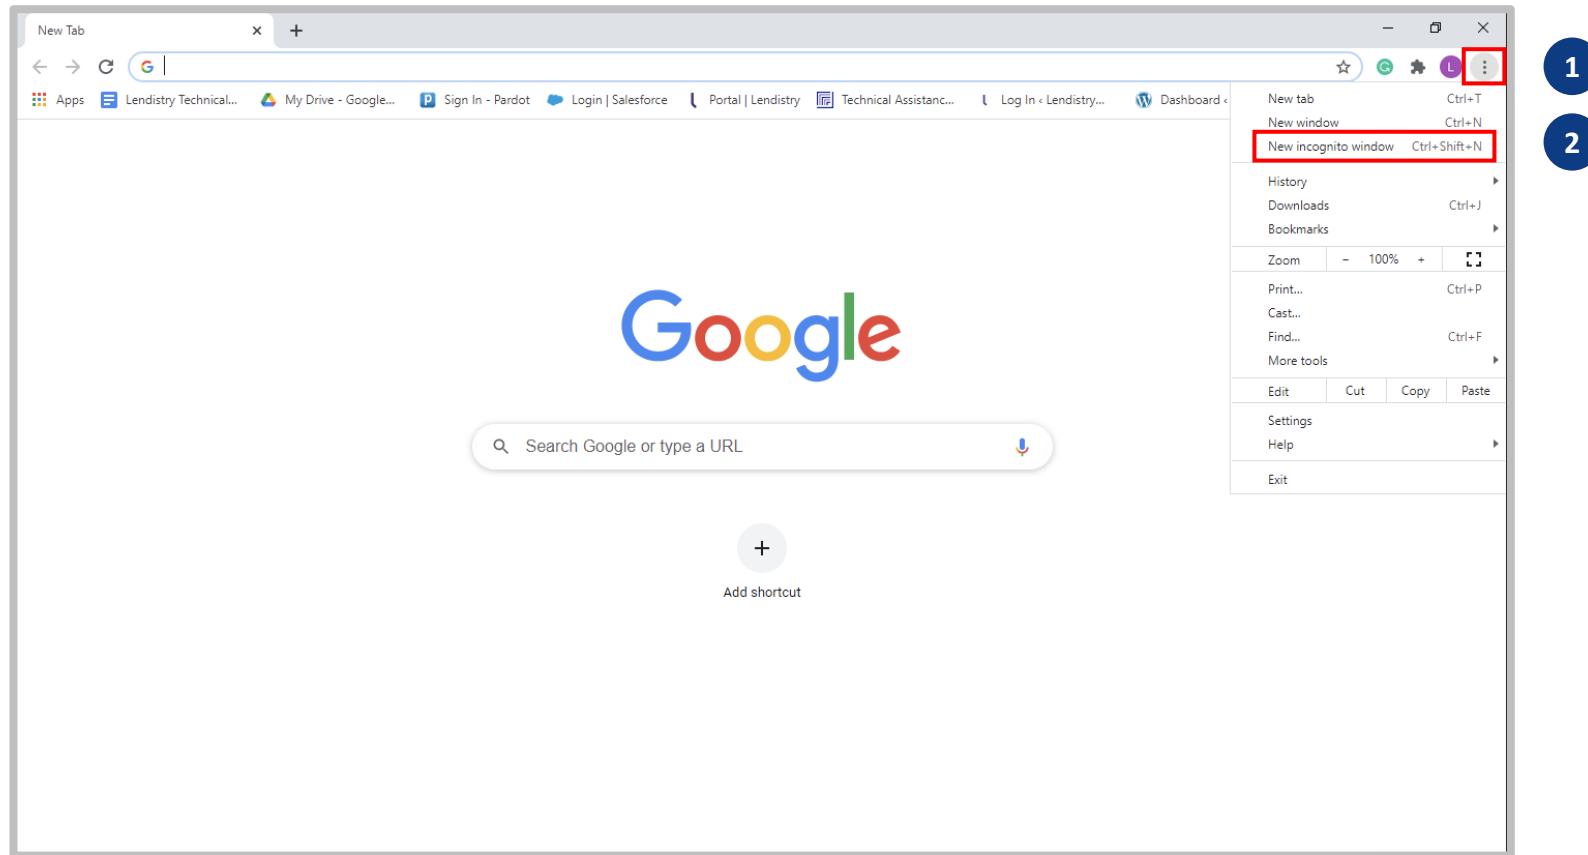 New Tab
Apps Lendistry Technical... My Drive - Google... Sign In - Pardot Login | Salesforce Portal | Lendistry Technical Assistanc... Log In ‹ Lendistry... Dashboard ‹
L
1
2
New tab Ctrl+T
New window Ctrl+N
New incognito window Ctrl+Shift+N
History
Downloads Ctrl+J
Bookmarks
Zoom - 100% +
Print... Ctrl+P
Cast...
Find... Ctrl+F
More tools
Edit Cut Copy Paste
Settings
Help
Exit
Google
Search Google or type a URL
Add shortcut